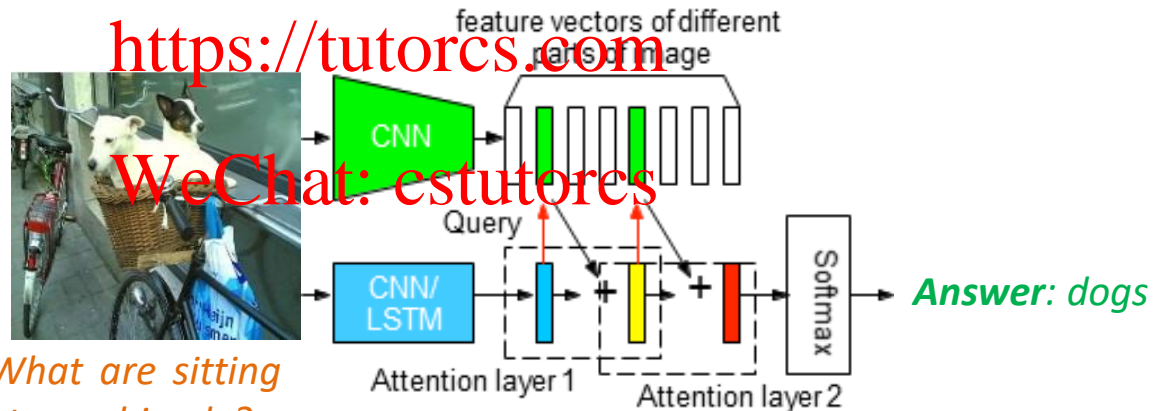 feature vectors of different
parts of image
https://tutorcs.com
CNN
WeChat: cstutorcs
Query
CNN/
LSTM
+
+
Softmax
Answer: dogs
Attention layer 1
Attention layer 2
What are sitting